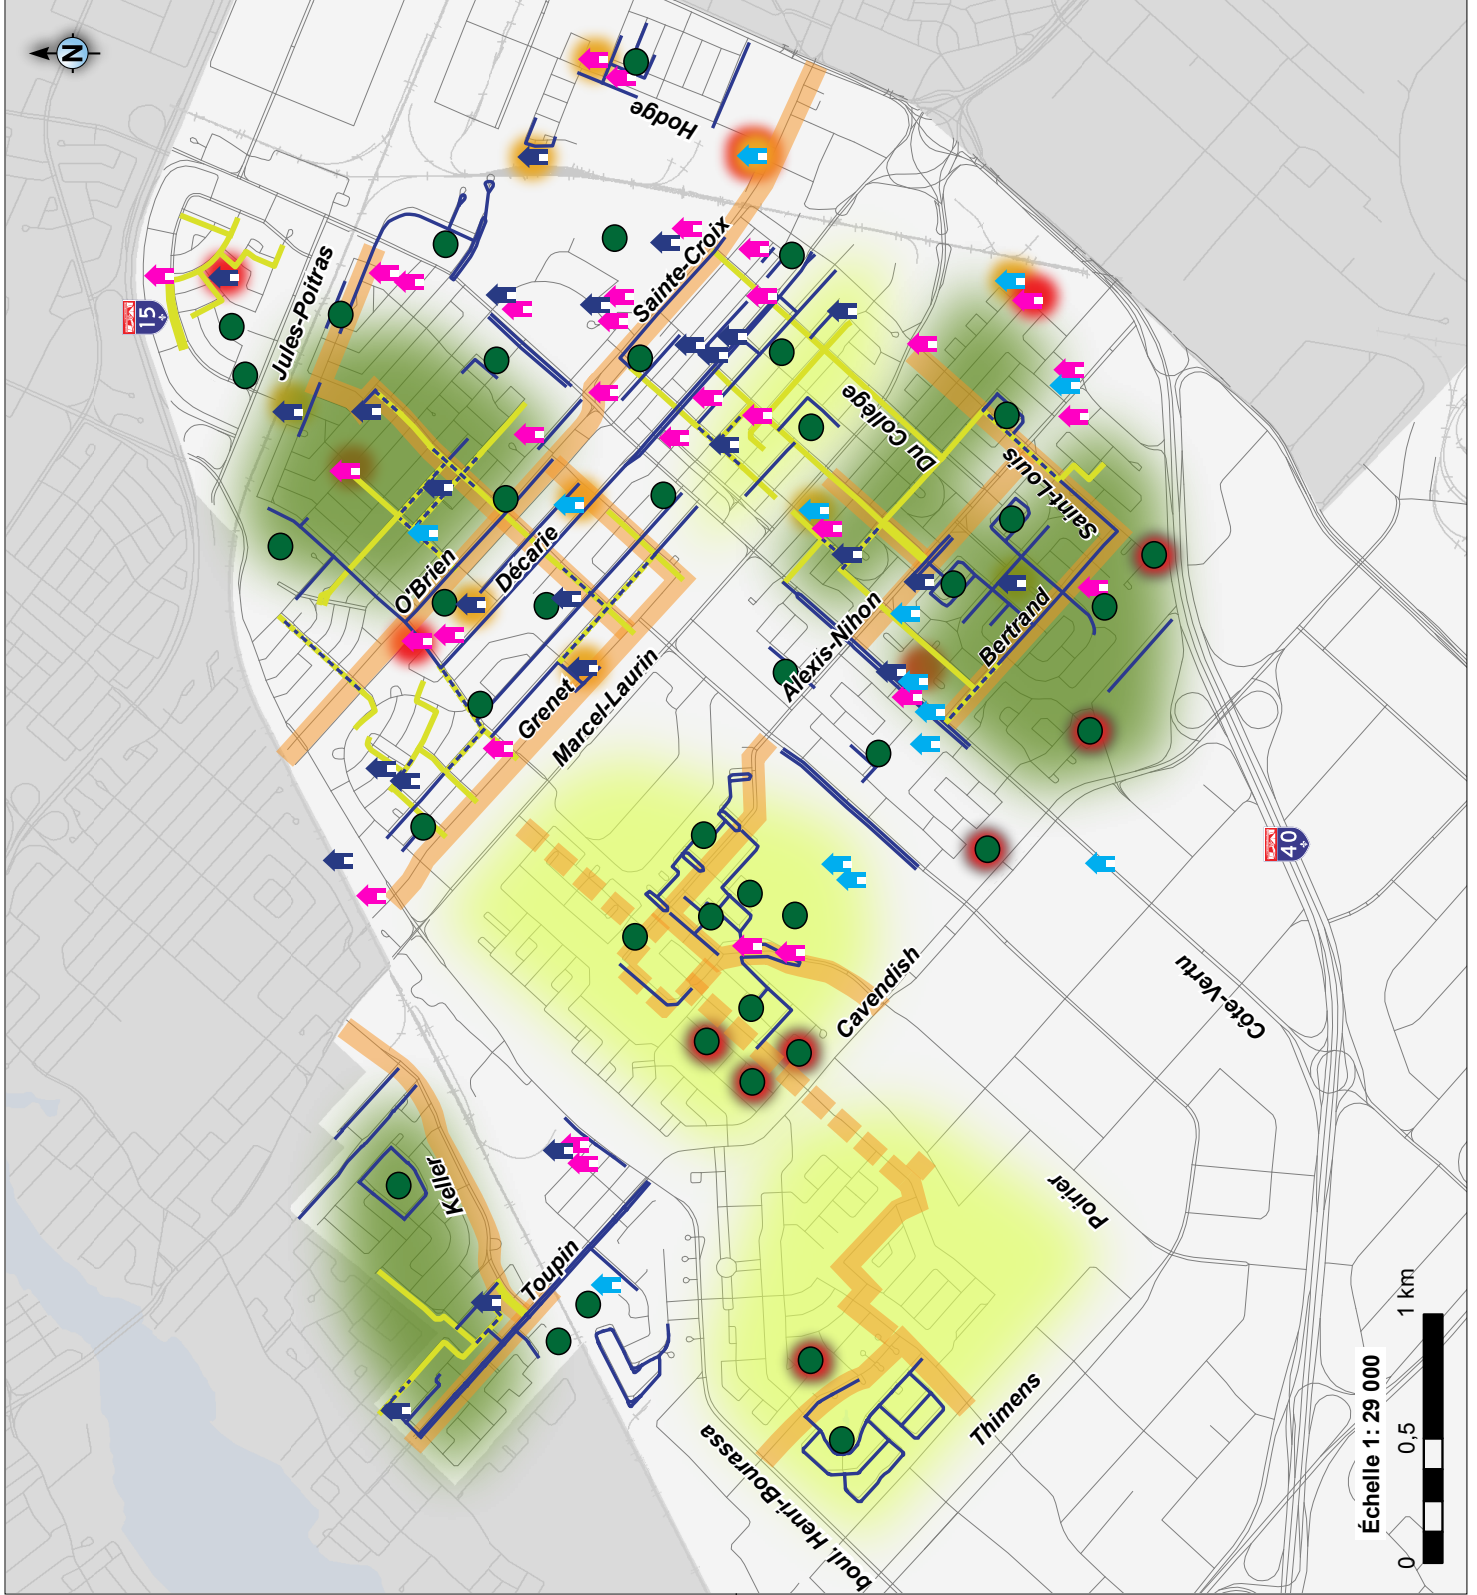 N
15
Jules-Poitras
Hodge
Sainte-Croix
O'Brien
Décarie
Du Collège
Saint-Louis
Grenet
Marcel-Laurin
Alexis-Nihon
Bertrand
40
Cavendish
Côte-Vertu
Keller
Toupin
Poirier
Thimens
boul. Henri-Bourassa
Échelle 1: 29 000
0 0,5 1 km